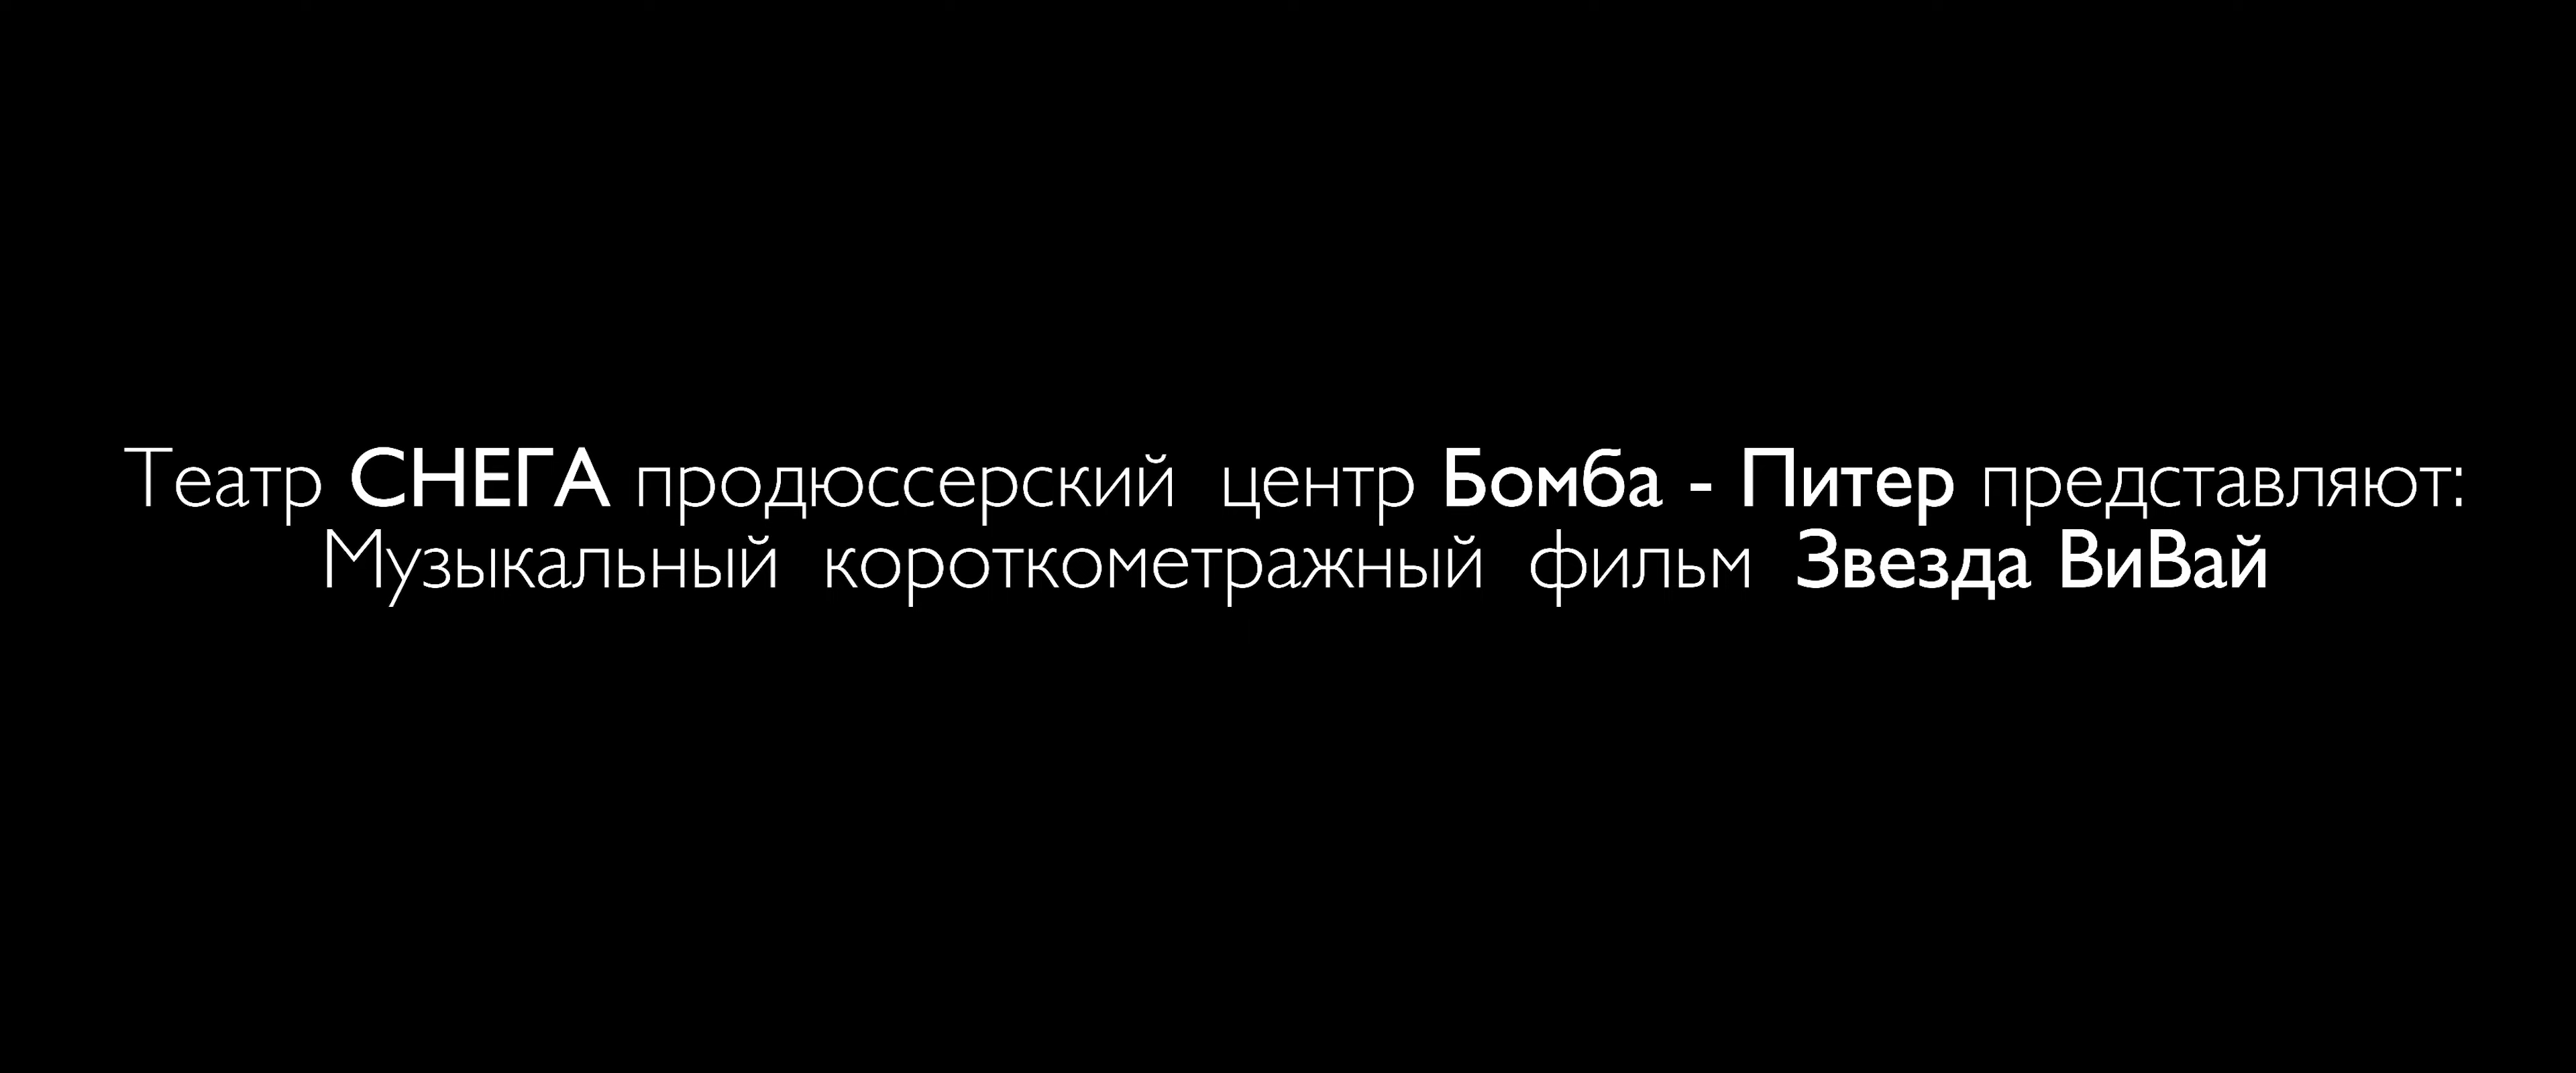 Театр СНЕГА продюссерский центр Бомба - Питер представляют:
Музыкальный короткометражный фильм Звезда ВиВай